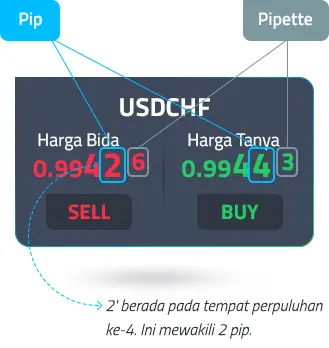 Pip
Pipette
USDCHF
Harga Bida
Harga Tanya
0.99426
0.99443
SELL
BUY
2' berada pada tempat perpuluhan
ke-4. Ini mewakili 2 pip.